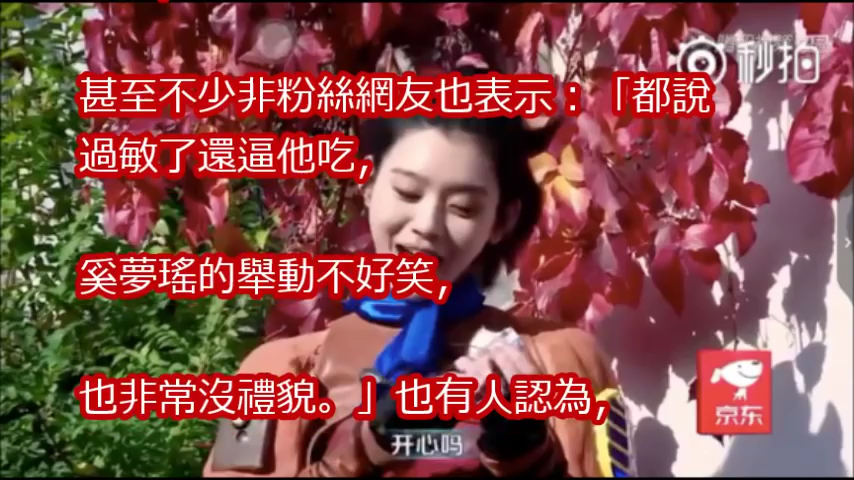 秒拍
甚至不少非粉絲網友也表示：「都說
過敏了還逼他吃，
奚夢瑤的舉動不好笑，
也非常沒禮貌。」也有人認為，
京东
开心吗